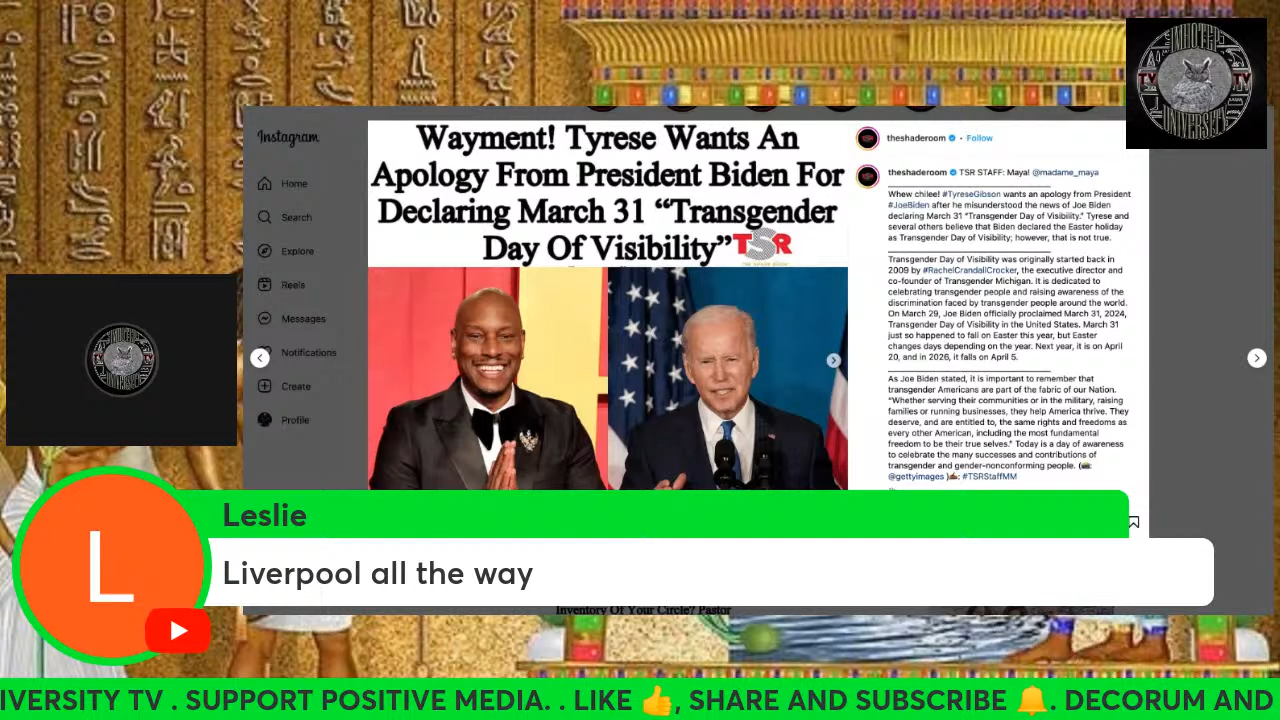 IMHOTEP
TV TV
UNIVERSITY
Instagram
Home
Search
Explore
Reels
Messages
Notifications
Create
Profile
Wayment! Tyrese Wants An
Apology From President Biden For
Declaring March 31 “Transgender
Day Of Visibility”
TSR
theshaderoom • Follow
theshaderoom TSR STAFF: Maya! @madame_maya
Whew chilee! #TyreseGibson wants an apology from President
#JoeBiden after he misunderstood the news of Joe Biden
declaring March 31 “Transgender Day of Visibility.” Tyrese and
several others believe that Biden declared the Easter holiday
as Transgender Day of Visibility; however, that is not true.
Transgender Day of Visibility was originally started back in
2009 by #RachelCrandallCrocker, the executive director and
co-founder of Transgender Michigan. It is dedicated to
celebrating transgender people and raising awareness of the
discrimination faced by transgender people around the world.
On March 29, Joe Biden officially proclaimed March 31, 2024,
Transgender Day of Visibility in the United States. March 31
just so happened to fall on Easter this year, but Easter
changes days depending on the year. Next year, it is on April
20, and in 2026, it falls on April 5.
As Joe Biden stated, it is important to remember that
transgender Americans are part of the fabric of our Nation.
“Whether serving their communities or in the military, raising
families or running businesses, they help America thrive. They
deserve, and are entitled to, the same rights and freedoms as
every other American, including the most fundamental
freedom to be their true selves.” Today is a day of awareness
to celebrate the many successes and contributions of
transgender and gender-nonconforming people. (📸:
@gettyimages )✍🏾: #TSRStaffMM
L
Leslie
Liverpool all the way
Inventory Of Your Circle? Pastor
IVERSITY TV . SUPPORT POSITIVE MEDIA. . LIKE 👍, SHARE AND SUBSCRIBE 🔔. DECORUM AND